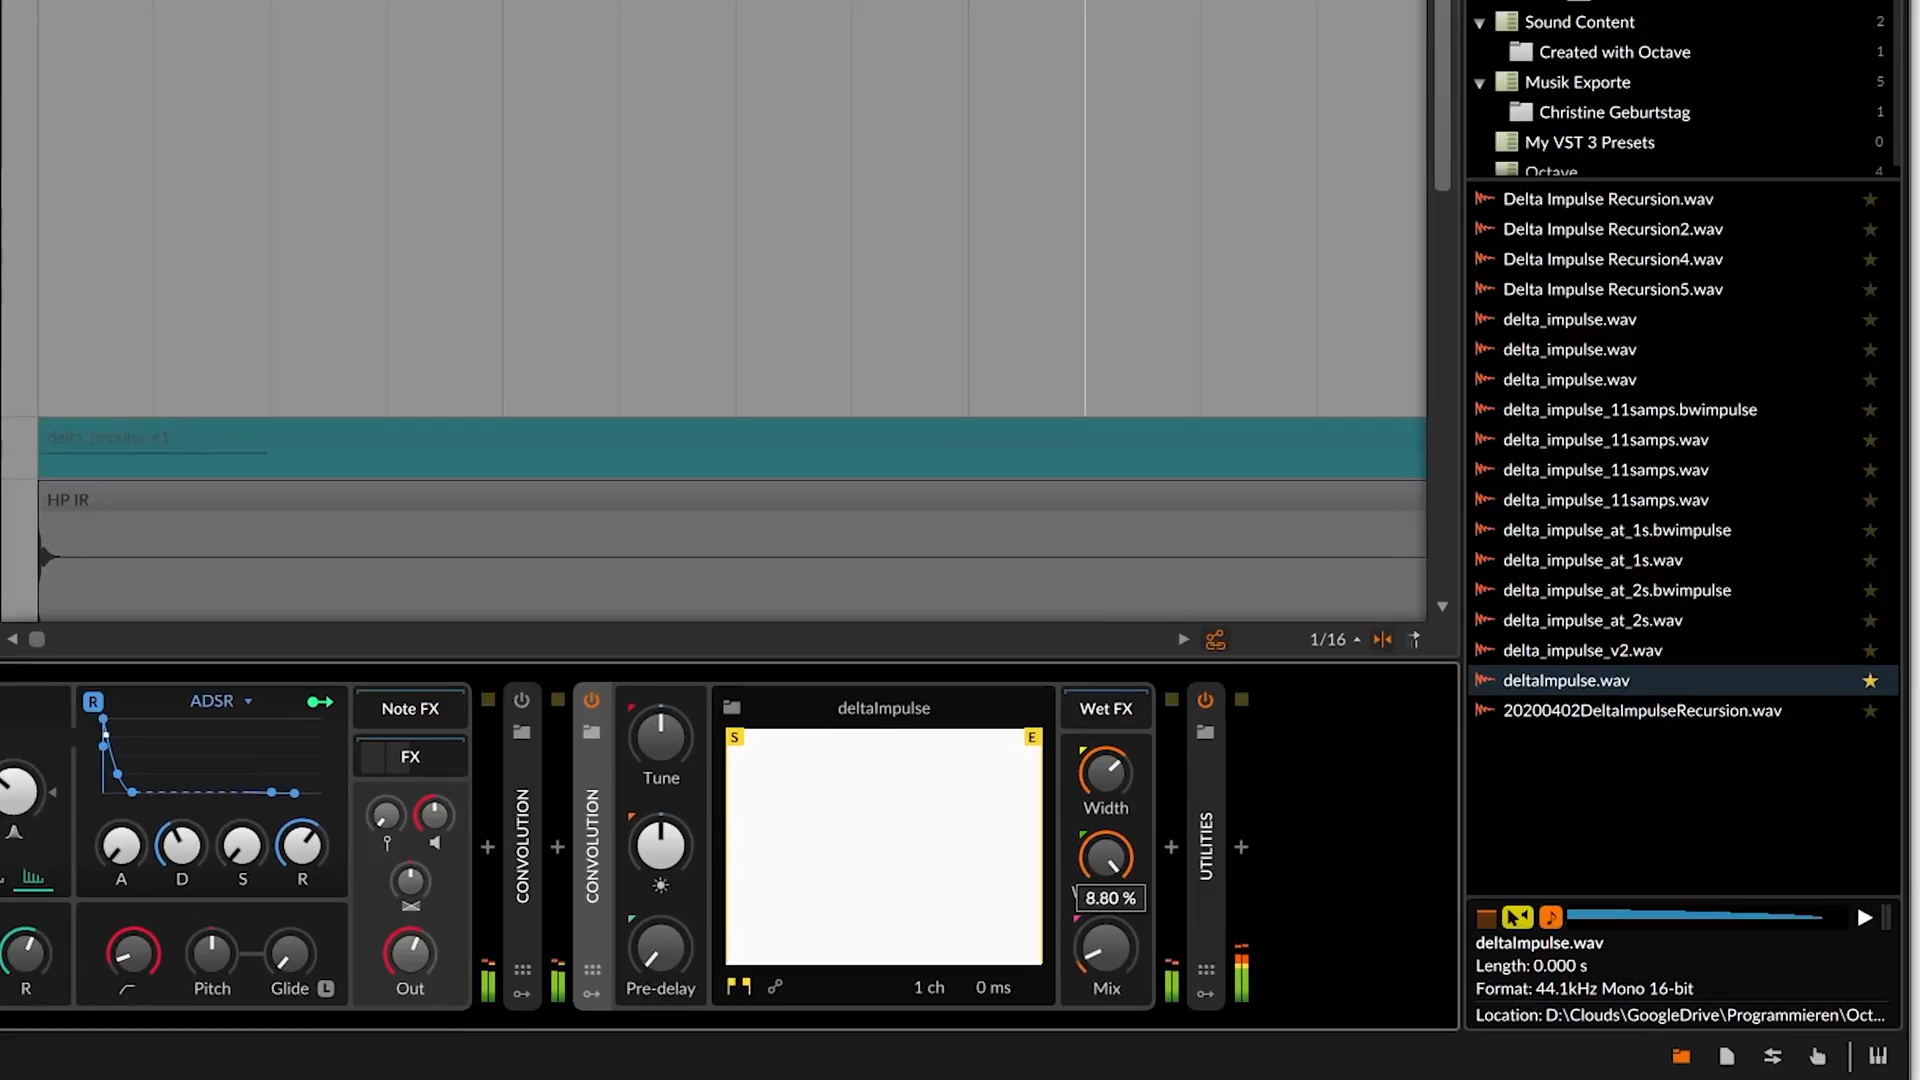 Sound Content 2
Created with Octave 1
Musik Exporte 5
Christine Geburtstag 1
My VST 3 Presets 0
Octave 4
Delta Impulse Recursion.wav
Delta Impulse Recursion2.wav
Delta Impulse Recursion4.wav
Delta Impulse Recursion5.wav
delta_impulse.wav
delta_impulse.wav
delta_impulse.wav
delta_impulse_11samps.bwimpulse
delta_impulse_11samps.wav
delta_impulse_11samps.wav
delta_impulse_11samps.wav
delta_impulse_at_1s.bwimpulse
delta_impulse_at_1s.wav
delta_impulse_at_2s.bwimpulse
delta_impulse_at_2s.wav
delta_impulse_v2.wav
deltaImpulse.wav
20200402DeltaImpulseRecursion.wav
deltaImpulse.wav
Length: 0.000 s
Format: 44.1kHz Mono 16-bit
Location: D:\Clouds\GoogleDrive\Programmieren\Oct...
delta_impulse #1
HP IR
1/16
R
ADSR
A D S R
R
Pitch
Glide L
Note FX
FX
Out
CONVOLUTION
CONVOLUTION
Tune
Pre-delay
deltaImpulse
S
E
1 ch
0 ms
Wet FX
Width
8.80 %
Mix
UTILITIES